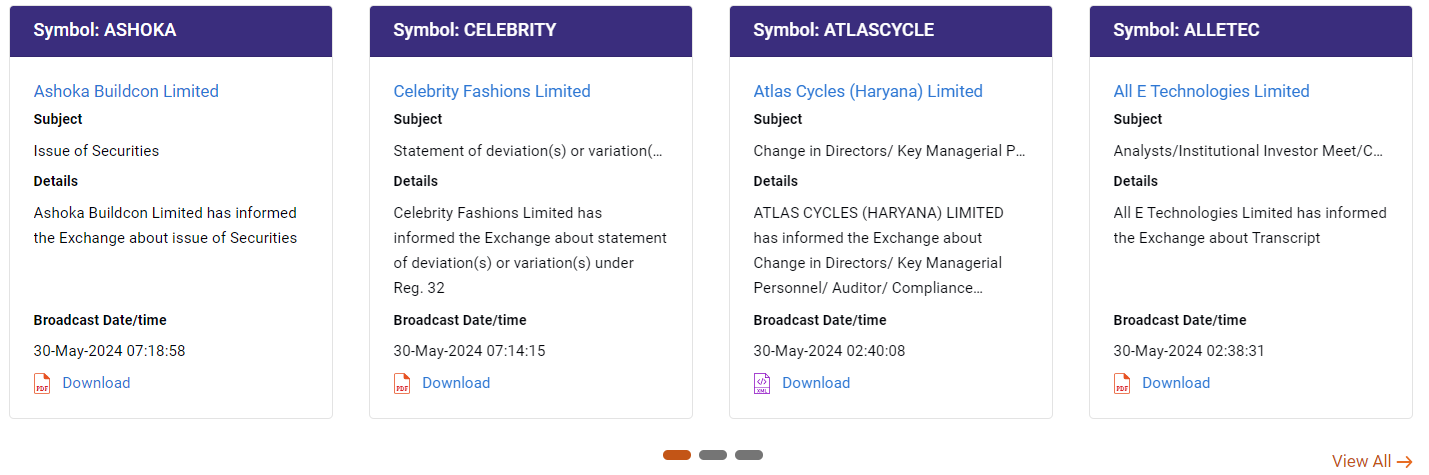 Symbol: ASHOKA
Ashoka Buildcon Limited
Subject
Issue of Securities
Details
Ashoka Buildcon Limited has informed
the Exchange about issue of Securities
Broadcast Date/time
30-May-2024 07:18:58
PDF Download
Symbol: CELEBRITY
Celebrity Fashions Limited
Subject
Statement of deviation(s) or variation(...
Details
Celebrity Fashions Limited has
informed the Exchange about statement
of deviation(s) or variation(s) under
Reg. 32
Broadcast Date/time
30-May-2024 07:14:15
PDF Download
Symbol: ATLASCYCLE
Atlas Cycles (Haryana) Limited
Subject
Change in Directors/ Key Managerial P...
Details
ATLAS CYCLES (HARYANA) LIMITED
has informed the Exchange about
Change in Directors/ Key Managerial
Personnel/ Auditor/ Compliance...
Broadcast Date/time
30-May-2024 02:40:08
XML Download
Symbol: ALLETEC
All E Technologies Limited
Subject
Analysts/Institutional Investor Meet/C...
Details
All E Technologies Limited has informed
the Exchange about Transcript
Broadcast Date/time
30-May-2024 02:38:31
PDF Download
View All →